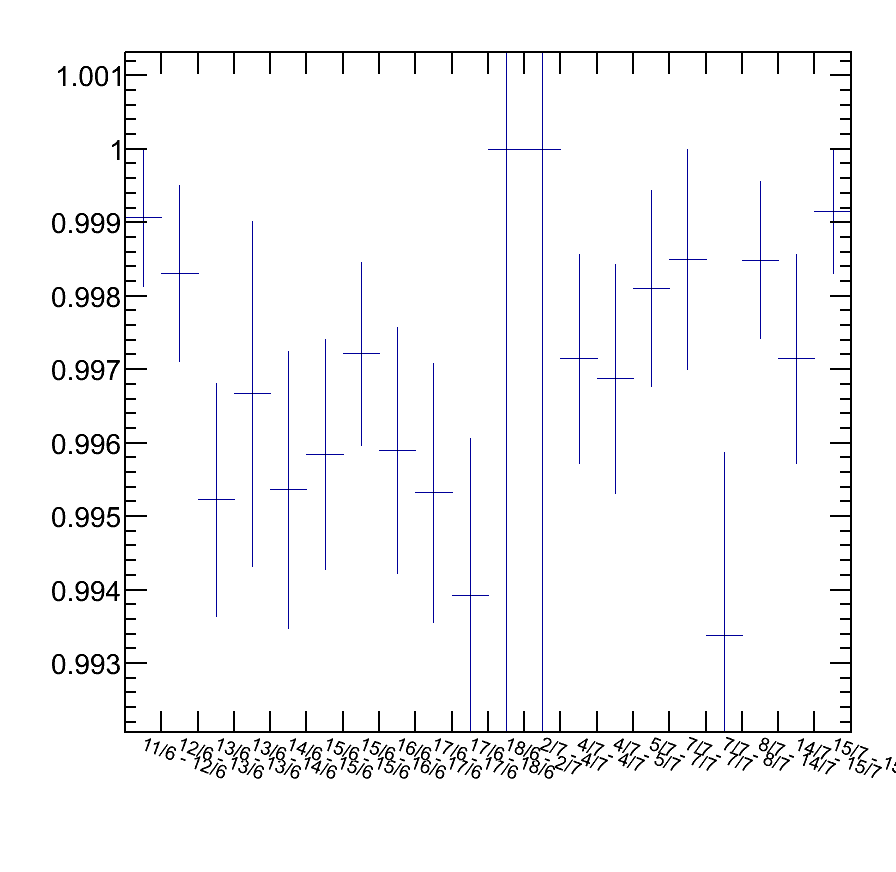 1.001
1
0.999
0.998
0.997
0.996
0.995
0.994
0.993
11/6 - 12/6
12/6 - 13/6
13/6 - 13/6
13/6 - 14/6
14/6 - 15/6
15/6 - 15/6
15/6 - 16/6
16/6 - 17/6
17/6 - 17/6
17/6 - 18/6
18/6 - 2/7
2/7 - 4/7
4/7 - 4/7
4/7 - 5/7
5/7 - 7/7
7/7 - 7/7
7/7 - 8/7
8/7 - 14/7
14/7 - 15/7
15/7 - 15